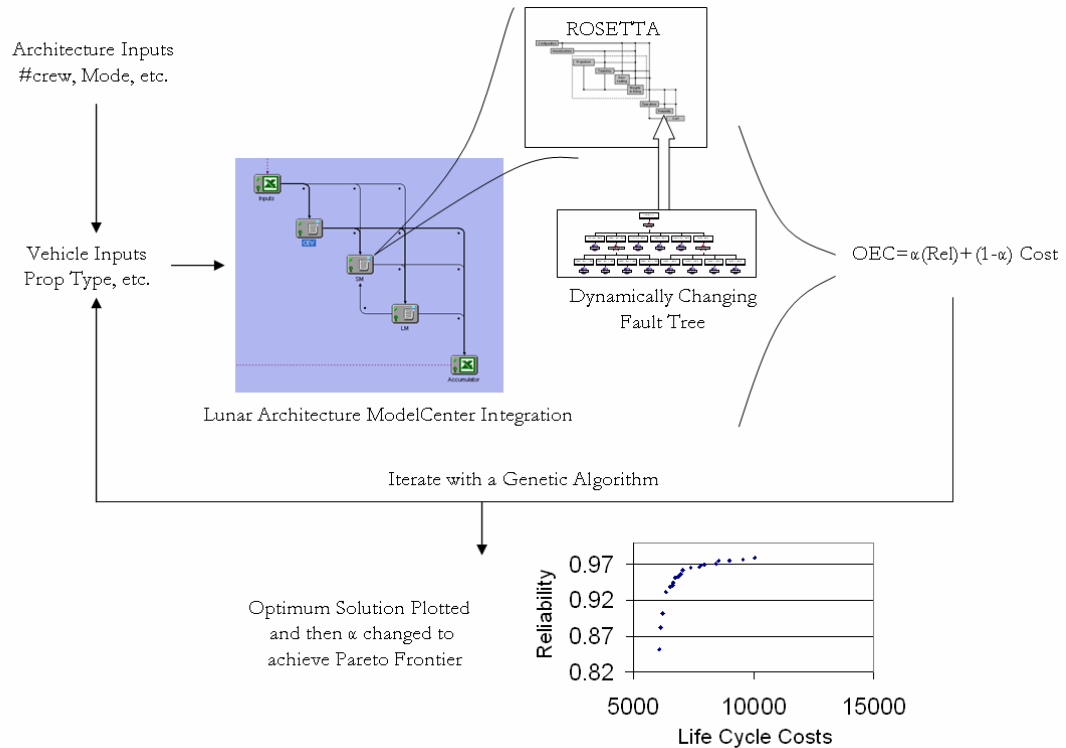 ROSETTA
Architecture Inputs
#crew, Mode, etc.
Inputs
CEV
SM
LM
Accumulator
Vehicle Inputs
Prop Type, etc.
OEC=α(Rel)+(1-α) Cost
Dynamically Changing
Fault Tree
Lunar Architecture ModelCenter Integration
Iterate with a Genetic Algorithm
Optimum Solution Plotted
and then α changed to
achieve Pareto Frontier
Reliability
0.97
0.92
0.87
0.82
5000 10000 15000
Life Cycle Costs